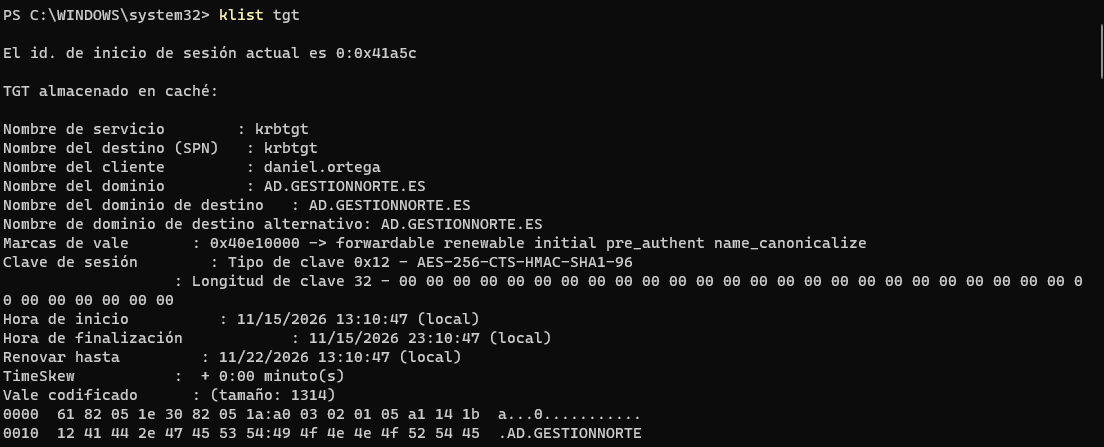 PS C:\WINDOWS\system32> klist tgt
El id. de inicio de sesión actual es 0:0x41a5c
TGT almacenado en caché:
Nombre de servicio        : krbtgt
Nombre del destino (SPN)   : krbtgt
Nombre del cliente         : daniel.ortega
Nombre del dominio         : AD.GESTIONNORTE.ES
Nombre del dominio de destino   : AD.GESTIONNORTE.ES
Nombre de dominio de destino alternativo: AD.GESTIONNORTE.ES
Marcas de vale       : 0x40e10000 -> forwardable renewable initial pre_authent name_canonicalize
Clave de sesión        : Tipo de clave 0x12 - AES-256-CTS-HMAC-SHA1-96
                   : Longitud de clave 32 - 00 00 00 00 00 00 00 00 00 00 00 00 00 00 00 00 00 00 00 00 00 00 00 00 00 0
0 00 00 00 00 00 00
Hora de inicio          : 11/15/2026 13:10:47 (local)
Hora de finalización            : 11/15/2026 23:10:47 (local)
Renovar hasta         : 11/22/2026 13:10:47 (local)
TimeSkew           :  + 0:00 minuto(s)
Vale codificado      : (tamaño: 1314)
0000  61 82 05 1e 30 82 05 1a:a0 03 02 01 05 a1 14 1b  a...0...........
0010  12 41 44 2e 47 45 53 54:49 4f 4e 4e 4f 52 54 45  .AD.GESTIONNORTE